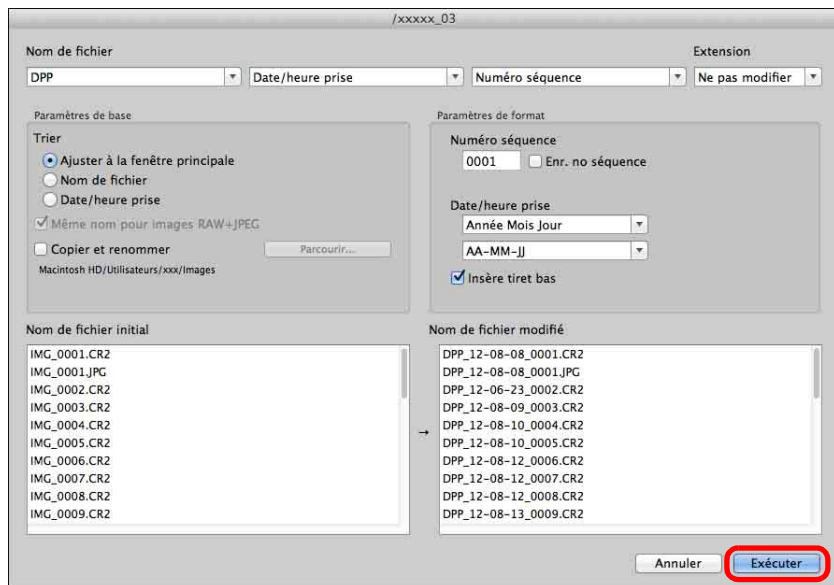 /xxxxx_03
Nom de fichier
Extension
DPP
Date/heure prise
Numéro séquence
Ne pas modifier
Paramètres de base
Trier
Ajuster à la fenêtre principale
Nom de fichier
Date/heure prise
Même nom pour images RAW+JPEG
Copier et renommer
Parcourir...
Macintosh HD/Utilisateurs/xxx/Images
Paramètres de format
Numéro séquence
0001
Enr. no séquence
Date/heure prise
Année Mois Jour
AA-MM-JJ
Insère tiret bas
Nom de fichier initial
IMG_0001.CR2
IMG_0001.JPG
IMG_0002.CR2
IMG_0003.CR2
IMG_0004.CR2
IMG_0005.CR2
IMG_0006.CR2
IMG_0007.CR2
IMG_0008.CR2
IMG_0009.CR2
→
Nom de fichier modifié
DPP_12-08-08_0001.CR2
DPP_12-08-08_0001.JPG
DPP_12-06-23_0002.CR2
DPP_12-08-09_0003.CR2
DPP_12-08-10_0004.CR2
DPP_12-08-10_0005.CR2
DPP_12-08-12_0006.CR2
DPP_12-08-12_0007.CR2
DPP_12-08-12_0008.CR2
DPP_12-08-13_0009.CR2
Annuler
Exécuter